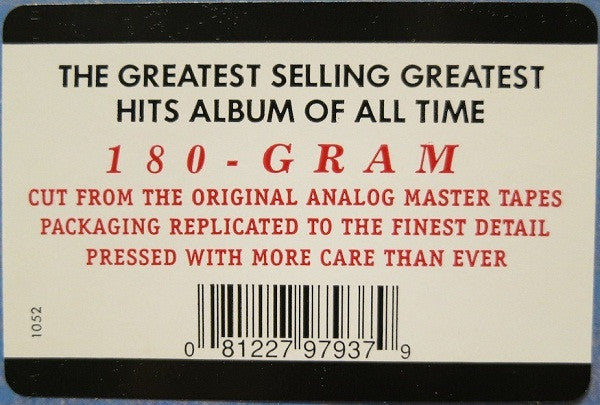 THE GREATEST SELLING GREATEST
HITS ALBUM OF ALL TIME
180-GRAM
CUT FROM THE ORIGINAL ANALOG MASTER TAPES
PACKAGING REPLICATED TO THE FINEST DETAIL
PRESSED WITH MORE CARE THAN EVER
1052
0 81227 97937 9